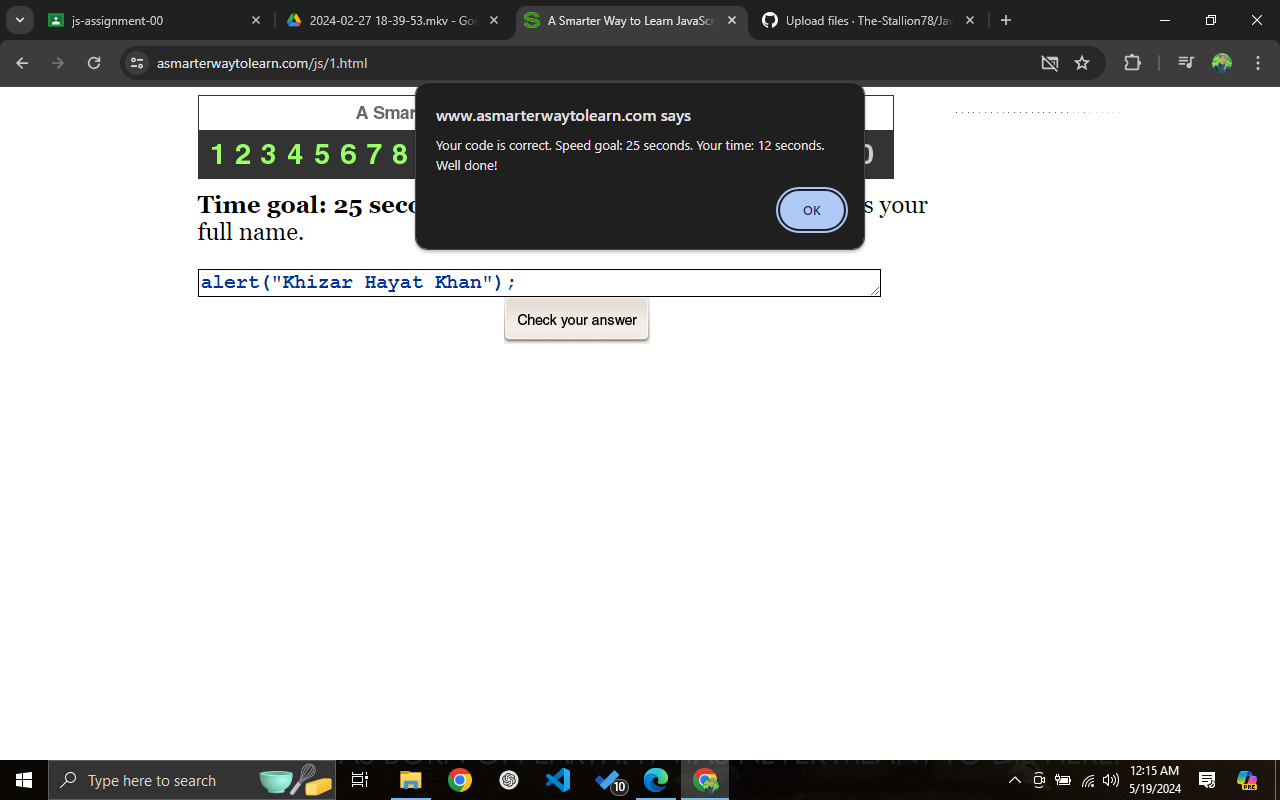 js-assignment-00
2024-02-27 18-39-53.mkv - Goo
A Smarter Way to Learn JavaScr
Upload files · The-Stallion78/Jav
asmarterwaytolearn.com/js/1.html
A Smar
1 2 3 4 5 6 7 8
0
www.asmarterwaytolearn.com says
Your code is correct. Speed goal: 25 seconds. Your time: 12 seconds.
Well done!
OK
Time goal: 25 seco
s your
full name.
alert("Khizar Hayat Khan");
Check your answer
Type here to search
10
PRE
12:15 AM
5/19/2024